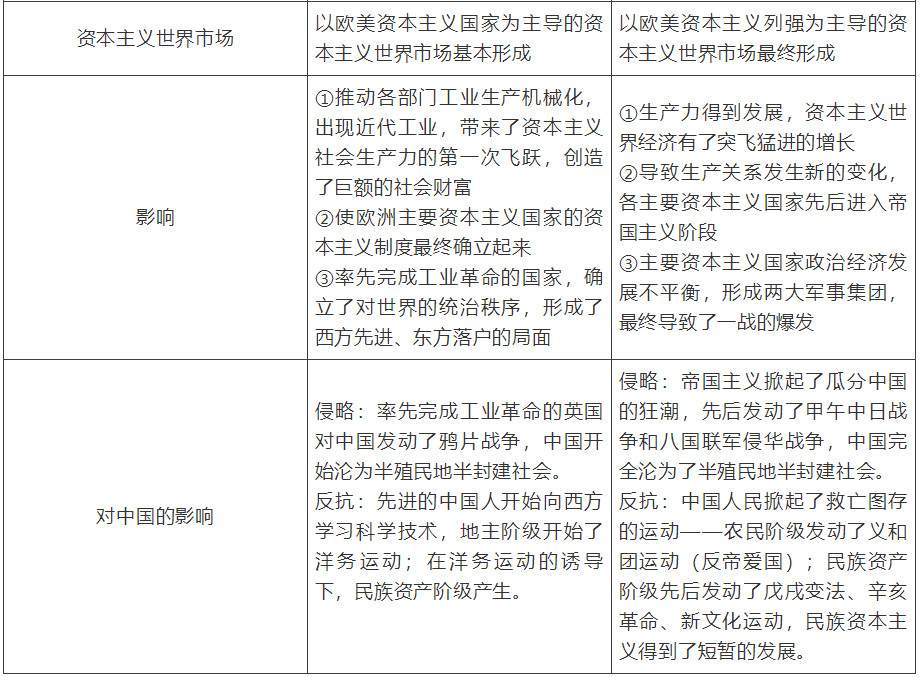 资本主义世界市场
以欧美资本主义国家为主导的资
本主义世界市场基本形成
以欧美资本主义列强为主导的资
本主义世界市场最终形成
影响
①推动各部门工业生产机械化，
出现近代工业，带来了资本主义
社会生产力的第一次飞跃，创造
了巨额的社会财富
②使欧洲主要资本主义国家的资
本主义制度最终确立起来
③率先完成工业革命的国家，确
立了对世界的统治秩序，形成了
西方先进、东方落户的局面
①生产力得到发展，资本主义世
界经济有了突飞猛进的增长
②导致生产关系发生新的变化，
各主要资本主义国家先后进入帝
国主义阶段
③主要资本主义国家政治经济发
展不平衡，形成两大军事集团，
最终导致了一战的爆发
对中国的影响
侵略：率先完成工业革命的英国
对中国发动了鸦片战争，中国开
始沦为半殖民地半封建社会。
反抗：先进的中国人开始向西方
学习科学技术，地主阶级开始了
洋务运动；在洋务运动的诱导
下，民族资产阶级产生。
侵略：帝国主义掀起了瓜分中国
的狂潮，先后发动了甲午中日战
争和八国联军侵华战争，中国完
全沦为了半殖民地半封建社会。
反抗：中国人民掀起了救亡图存
的运动——农民阶级发动了义和
团运动（反帝爱国）；民族资产
阶级先后发动了戊戌变法、辛亥
革命、新文化运动，民族资本主
义得到了短暂的发展。